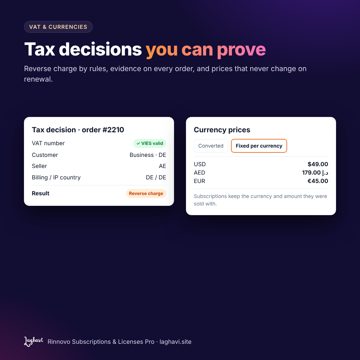 VAT & CURRENCIES
Tax decisions you can prove
Reverse charge by rules, evidence on every order, and prices that never change on
renewal.
Tax decision · order #2210
VAT number ✓ VIES valid
Customer Business · DE
Seller AE
Billing / IP country DE / DE
Result Reverse charge
Currency prices
Converted Fixed per currency
USD $49.00
AED 179.00 د.إ
EUR €45.00
Subscriptions keep the currency and amount they were
sold with.
laghavi Rinnovo Subscriptions & Licenses Pro · laghavi.site